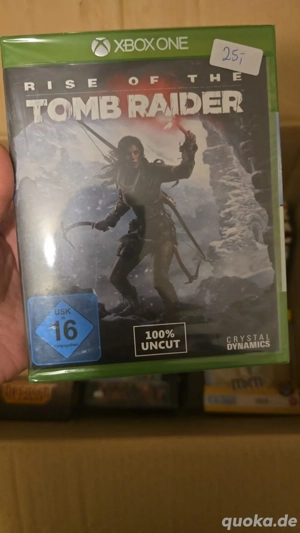 XBOX ONE
25,-
RISE OF THE
TOMB RAIDER
USK
16
100%
UNCUT
CRYSTAL
DYNAMICS
quoka.de